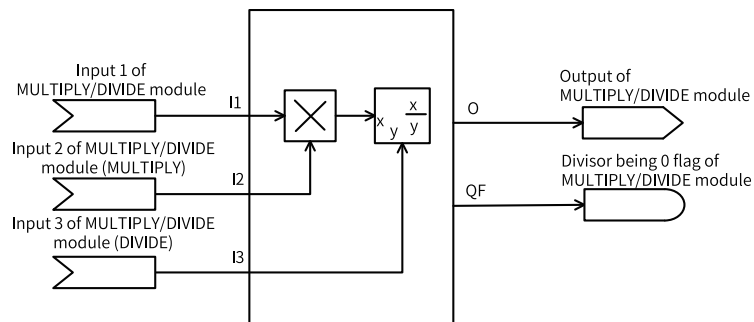 Input 1 of
MULTIPLY/DIVIDE module
I1
Input 2 of MULTIPLY/DIVIDE
module (MULTIPLY)
I2
Input 3 of MULTIPLY/DIVIDE
module (DIVIDE)
I3
x
y
x
y
O
Output of
MULTIPLY/DIVIDE module
QF
Divisor being 0 flag of
MULTIPLY/DIVIDE module